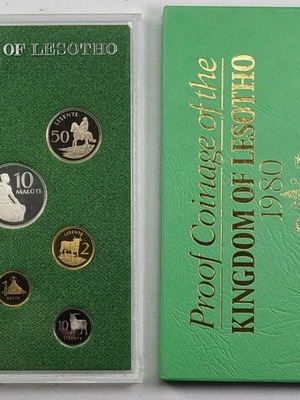 OF LESOTHO
50
LISENTE
10
MALOTI
LISENTE
2
1
SENTE
LISENTE
10
Proof Coinage of the
KINGDOM OF LESOTHO
1980